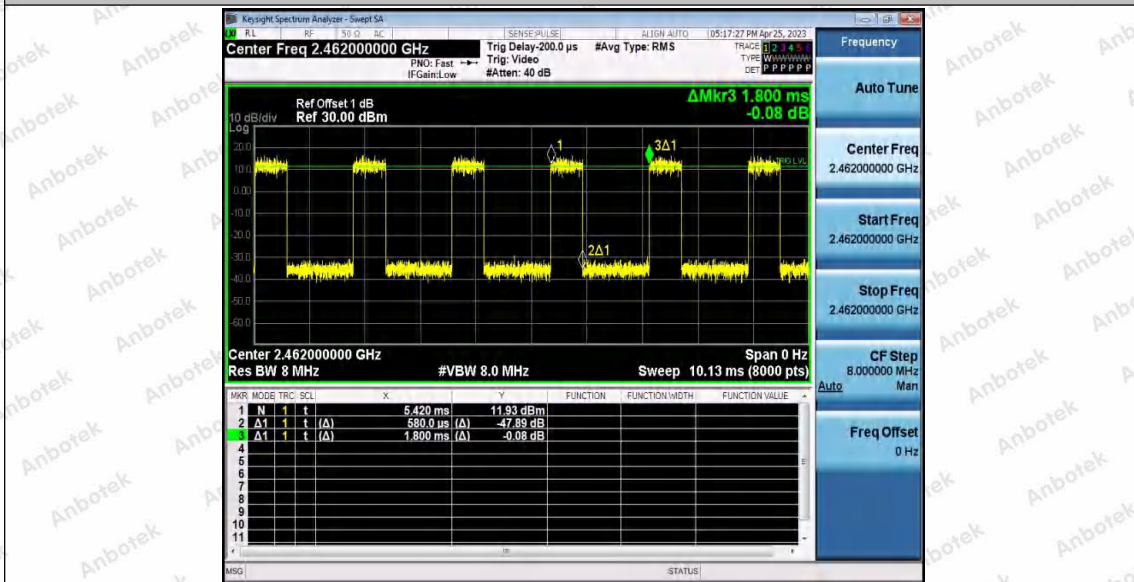 Keysight Spectrum Analyzer - Swept SA
RL RF 50 Ω AC SENSE:PULSE ALIGN AUTO 05:17:27 PM Apr 25, 2023
Center Freq 2.462000000 GHz
PNO: Fast
IFGain:Low
Trig Delay-200.0 µs #Avg Type: RMS
Trig: Video
#Atten: 40 dB
TRACE 1 2 3 4 5 6
TYPE WWWWWW
DET P P P P P P
ΔMkr3 1.800 ms
-0.08 dB
Ref Offset 1 dB
10 dB/div Ref 30.00 dBm
Log
20.0
10.0
0.00
-10.0
-20.0
-30.0
-40.0
-50.0
-60.0
1
3Δ1
TRIG LVL
2Δ1
Center 2.462000000 GHz Span 0 Hz
Res BW 8 MHz #VBW 8.0 MHz Sweep 10.13 ms (8000 pts)
MKR MODE TRC SCL X Y FUNCTION FUNCTION WIDTH FUNCTION VALUE
1 N 1 t 5.420 ms 11.93 dBm
2 Δ1 1 t (Δ) 580.0 µs (Δ) -47.89 dB
3 Δ1 1 t (Δ) 1.800 ms (Δ) -0.08 dB
4
5
6
7
8
9
10
11
MSG STATUS
Frequency
Auto Tune
Center Freq
2.462000000 GHz
Start Freq
2.462000000 GHz
Stop Freq
2.462000000 GHz
CF Step
8.000000 MHz
Auto Man
Freq Offset
0 Hz
Anbotek